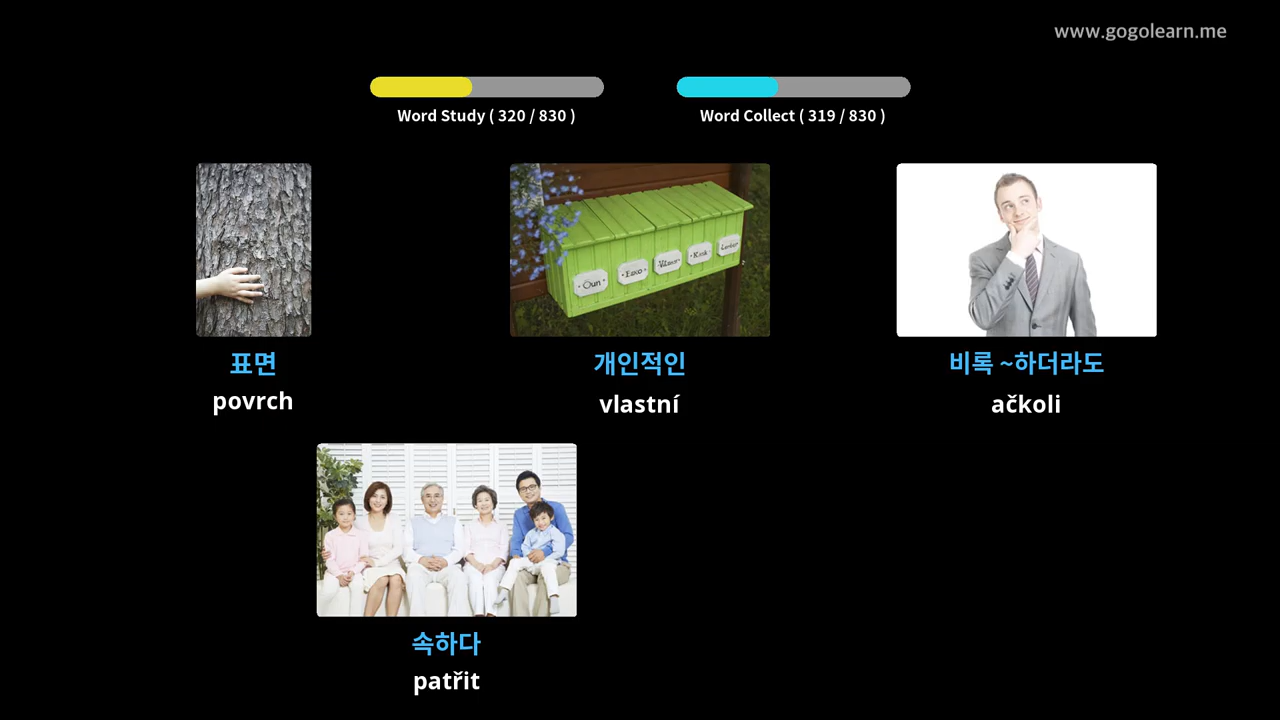 www.gogolearn.me
Word Study ( 320 / 830 )
Word Collect ( 319 / 830 )
표면
povrch
개인적인
vlastní
비록 ~하더라도
ačkoli
속하다
patřit